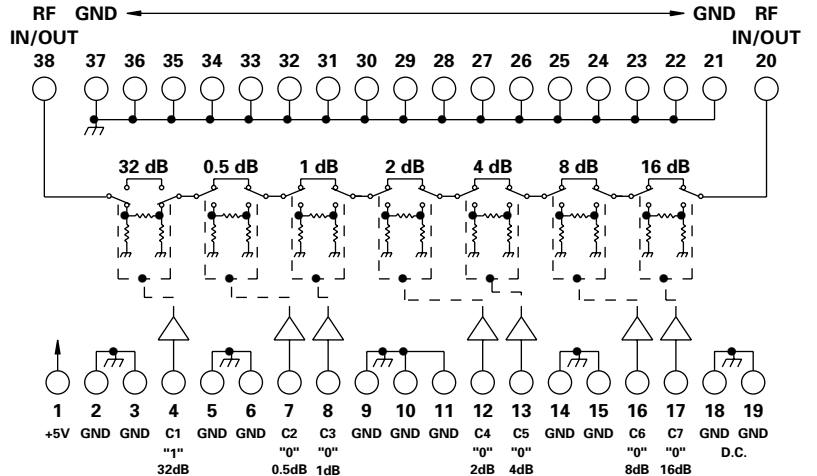 RF GND GND RF
IN/OUT IN/OUT
38 37 36 35 34 33 32 31 30 29 28 27 26 25 24 23 22 21 20
32 dB 0.5 dB 1 dB 2 dB 4 dB 8 dB 16 dB
1 2 3 4 5 6 7 8 9 10 11 12 13 14 15 16 17 18 19
+5V GND GND C1 GND GND C2 C3 GND GND GND C4 C5 GND GND C6 C7 GND GND
"1" "0" "0" "0" "0" "0" "0" D.C.
32dB 0.5dB 1dB 2dB 4dB 8dB 16dB